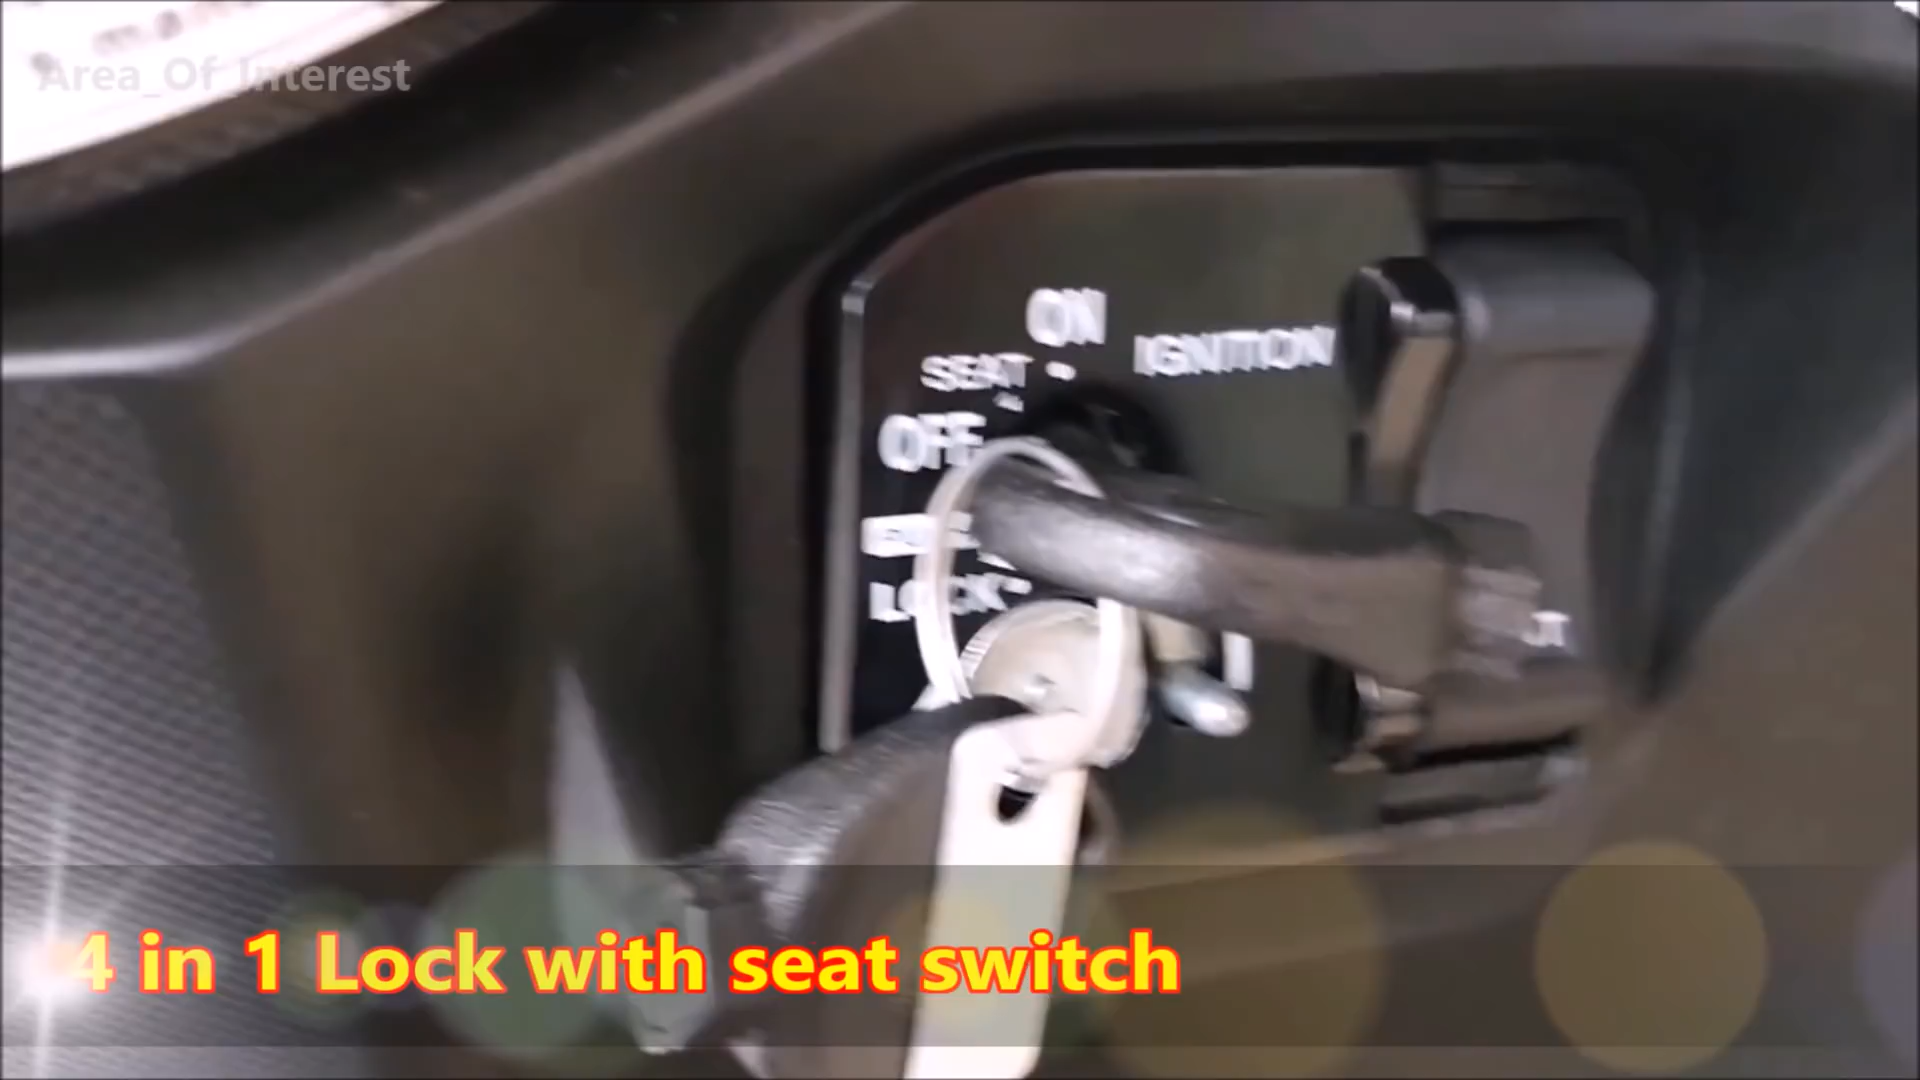 Area_Of_Interest
ON
IGNITION
SEAT
OFF
LOCK
4 in 1 Lock with seat switch